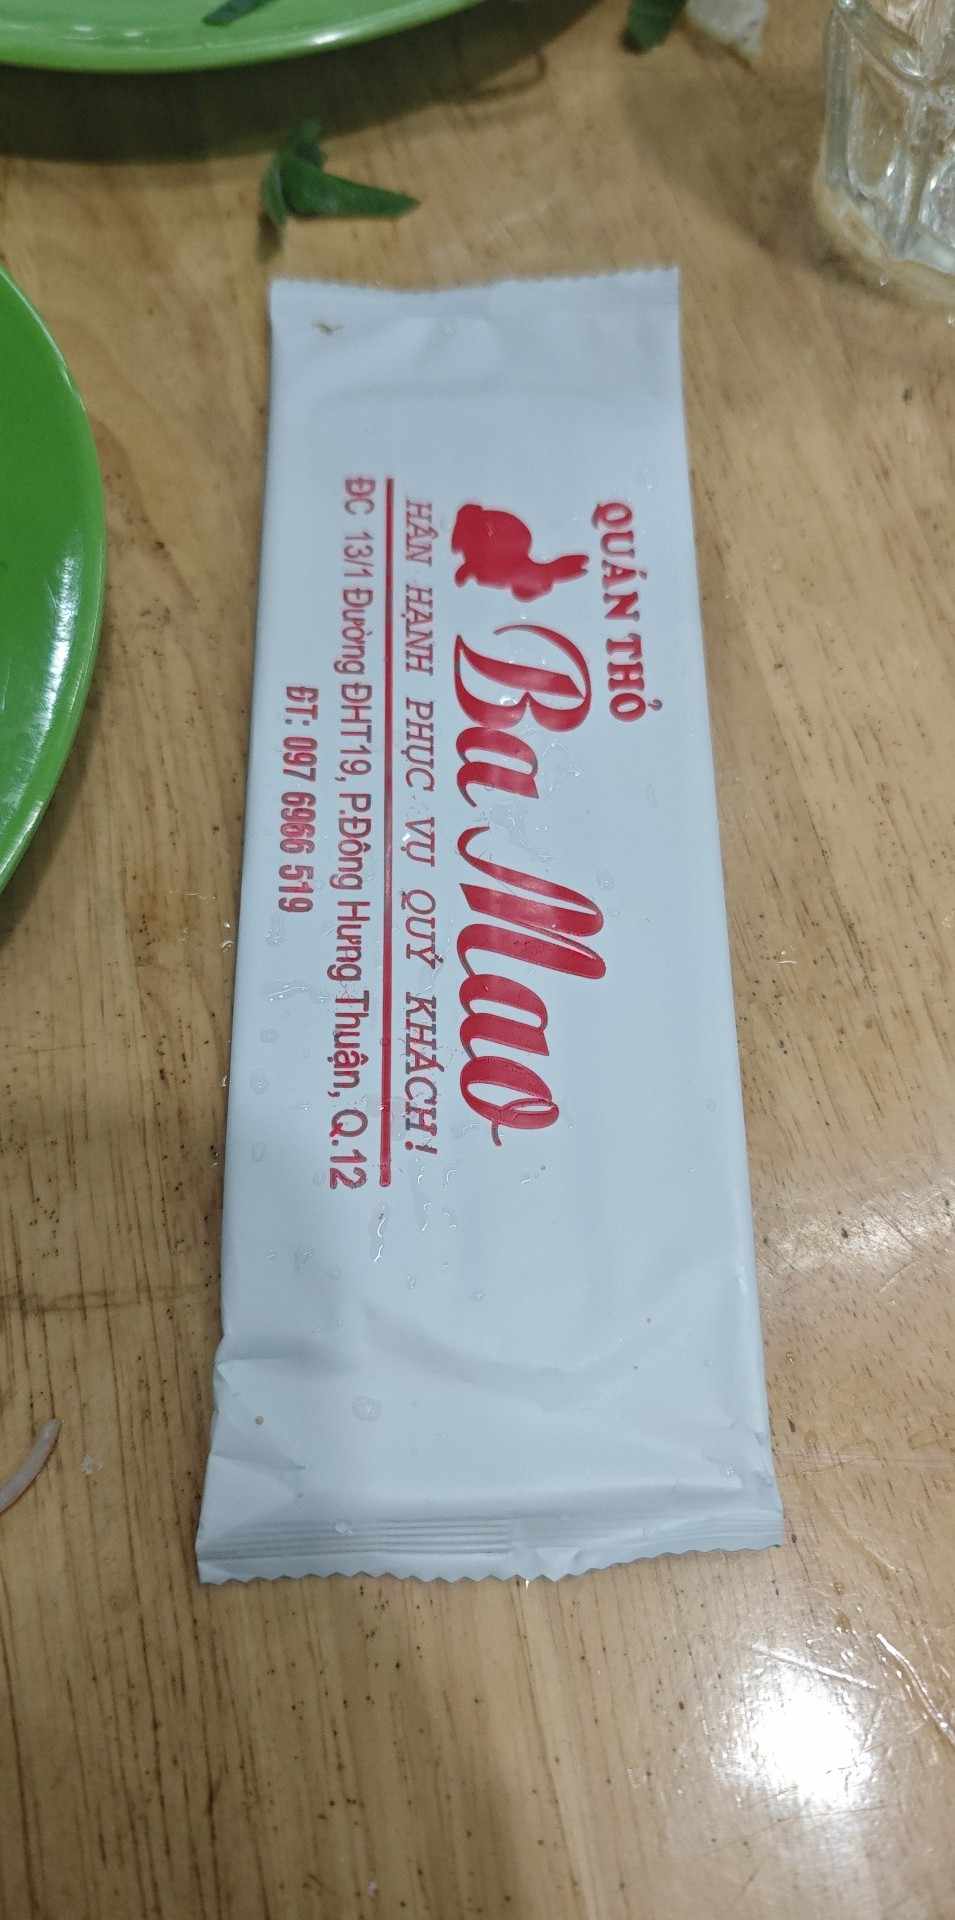 QUÁN THỎ
Ba Mao
HÂN HẠNH PHỤC VỤ QUÝ KHÁCH!
ĐC 13/1 Đường ĐHT19, P.Đông Hưng Thuận, Q.12
ĐT: 097 6966 519